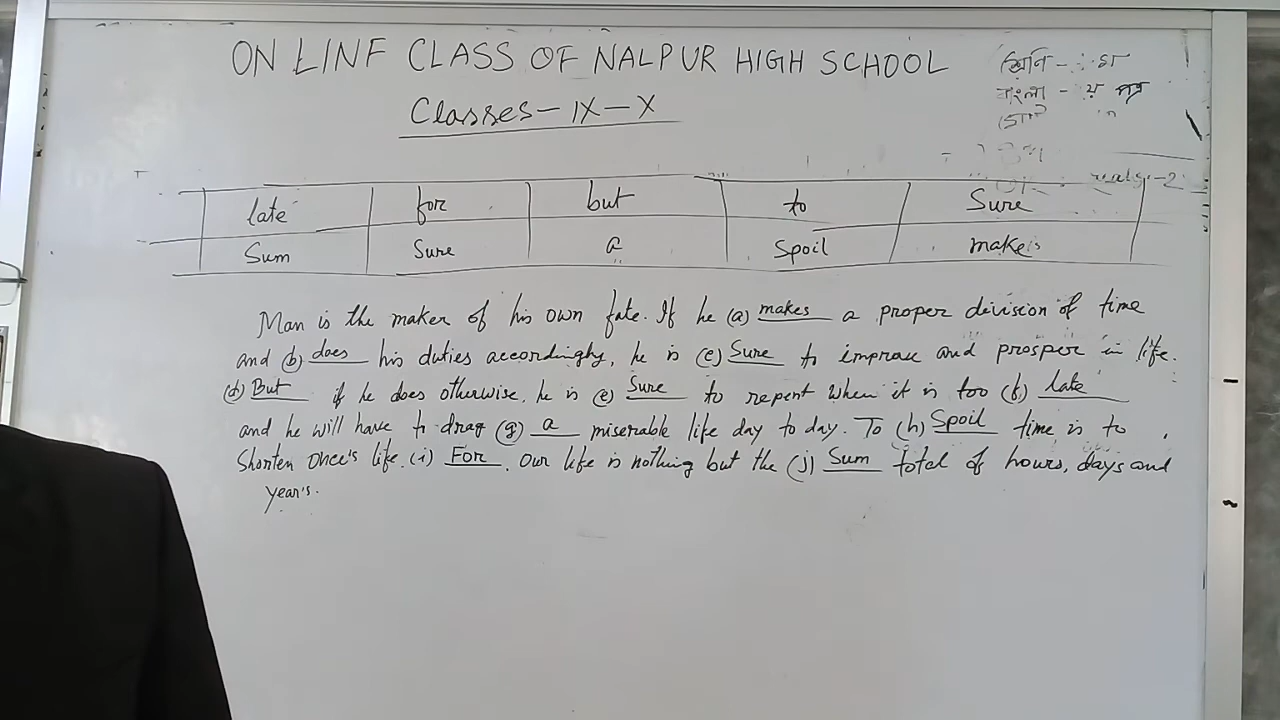 ON LINF CLASS OF NALPUR HIGH SCHOOL
Classes-IX-X
বাংলা -
late for but to Sure
Sum Sure a Spoil makes
Man is the maker of his own fate. If he (a) makes a proper division of time
and (b) does his duties accordingly, he is (c) Sure to improve and prosper in life.
(d) But if he does otherwise, he is (e) Sure to repent when it is too (f) late
and he will have to drag (g) a miserable life day to day. To (h) Spoil time is to
Shorten once's life. (i) For. Our life is nothing but the (j) Sum total of hours, days and
year's.